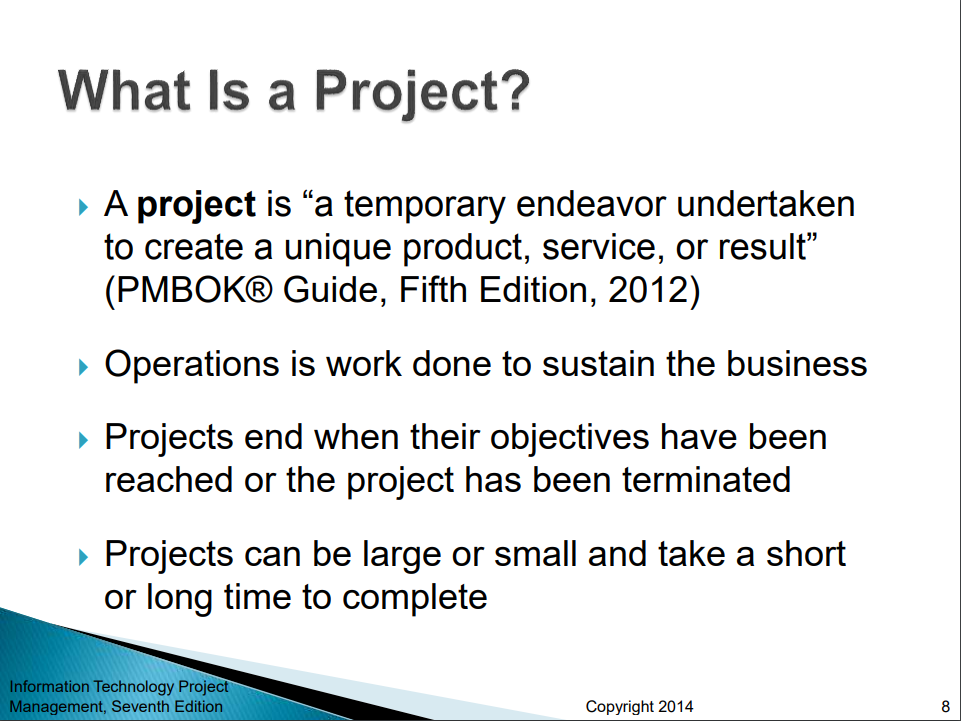 What Is a Project?
A project is “a temporary endeavor undertaken
to create a unique product, service, or result”
(PMBOK® Guide, Fifth Edition, 2012)
Operations is work done to sustain the business
Projects end when their objectives have been
reached or the project has been terminated
Projects can be large or small and take a short
or long time to complete
Information Technology Project
Management, Seventh Edition
Copyright 2014
8